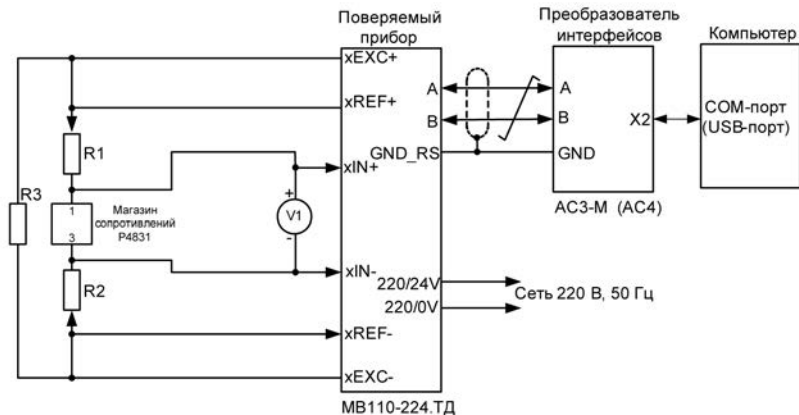 Поверяемый
прибор
Преобразователь
интерфейсов
Компьютер
xEXC+
xREF+
R1
R3
1
3
Магазин
сопротивлений
Р4831
R2
+
V1
-
xIN+
xIN-
xREF-
xEXC-
A
B
GND_RS
220/24V
220/0V
Сеть 220 В, 50 Гц
МВ110-224.ТД
A
B
GND
X2
АС3-М (АС4)
COM-порт
(USB-порт)